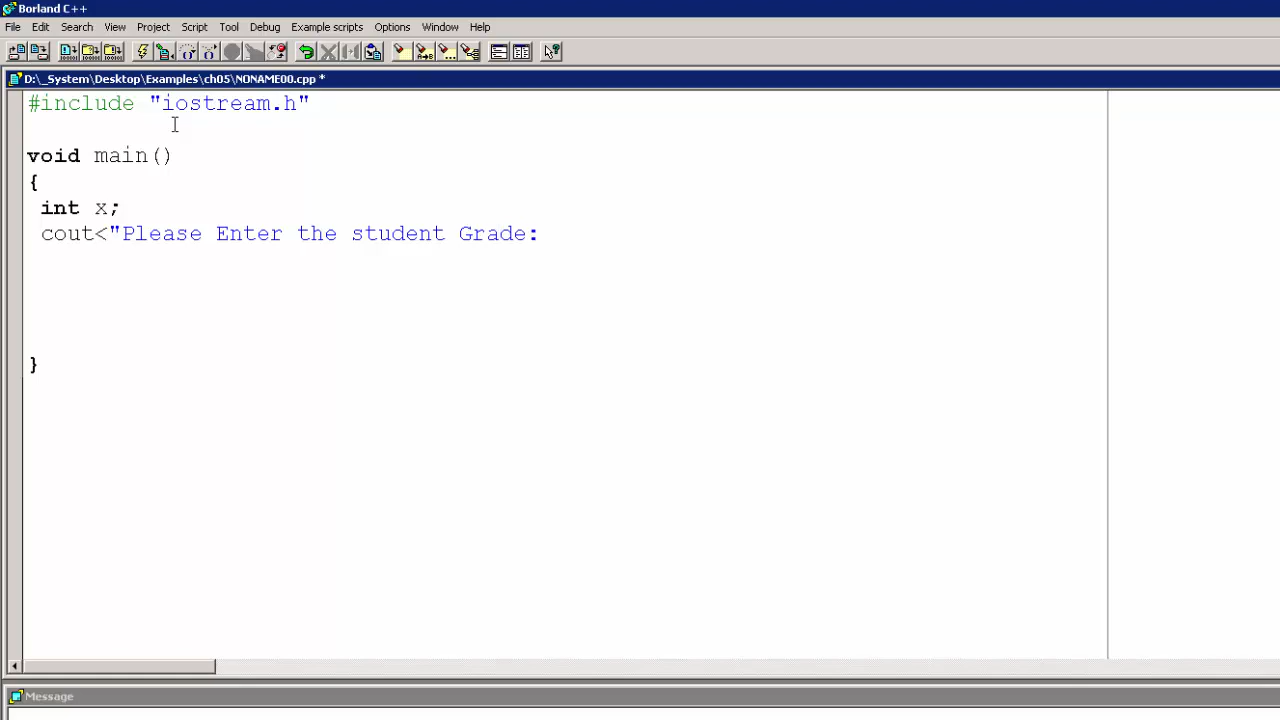 Borland C++
File Edit Search View Project Script Tool Debug Example scripts Options Window Help
D:\_System\Desktop\Examples\ch05\NONAME00.cpp *
#include "iostream.h"
void main()
{
int x;
cout<"Please Enter the student Grade:
}
Message